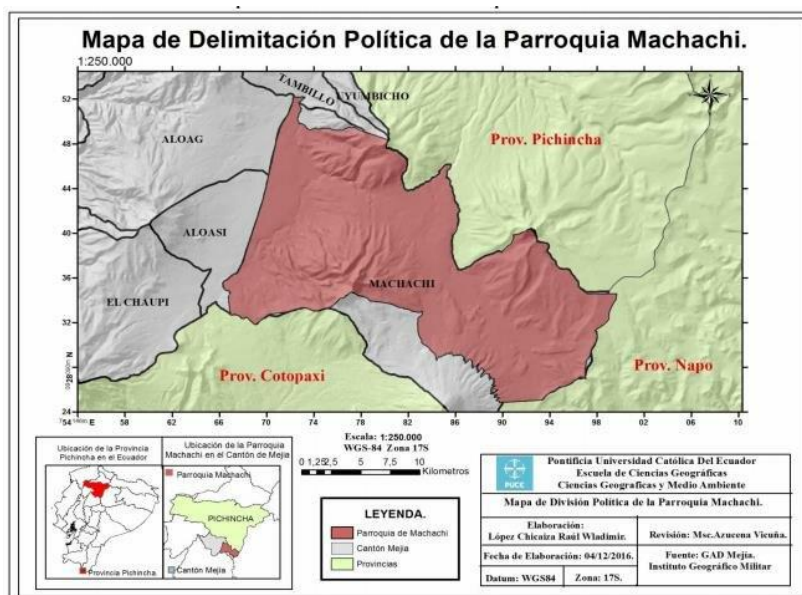 Mapa de Delimitación Política de la Parroquia Machachi.
1:250.000
52
48
44
40
36
32
28
24
TAMBILLO
UYUMBICHO
ALOAG
Prov. Pichincha
ALOASI
MACHACHI
EL CHAUPI
Prov. Cotopaxi
Prov. Napo
N
E
58 62 66 70 74 78 82 86 90 94 98 02 06 10
Ubicación de la Provincia
Pichincha en el Ecuador
Provincia Pichincha.
Ubicación de la Parroquia
Machachi en el Cantón de Mejía
Parroquia Machachi
PICHINCHA
Cantón Mejía
Escala: 1:250.000
WGS-84 Zona 17S
0 1,25 2,5 5 7,5 10
Kilometros
LEYENDA.
Parroquia de Machachi
Cantón Mejía
Provincias
PUCE
Pontificia Universidad Católica Del Ecuador
Escuela de Ciencias Geográficas
Ciencias Geograficas y Medio Ambiente
Mapa de División Política de la Parroquia Machachi.
Elaboración:
López Chicaiza Raúl Wladimir.
Revisión: Msc.Azucena Vicuña.
Fecha de Elaboración: 04/12/2016.
Fuente: GAD Mejía.
Instituto Geográfico Militar
Datum: WGS84
Zona: 17S.